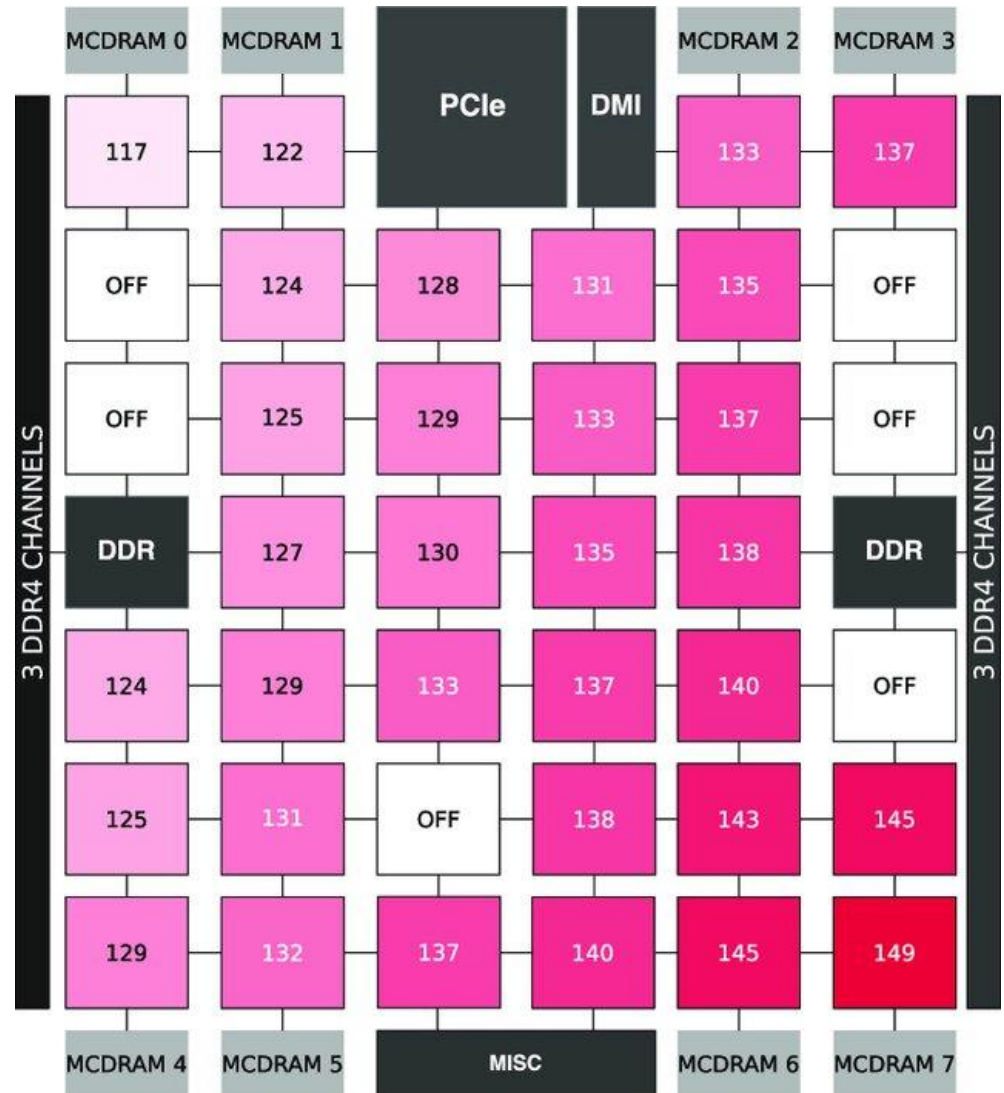 MCDRAM 0 MCDRAM 1 PCIe DMI MCDRAM 2 MCDRAM 3
117 122 133 137
OFF 124 128 131 135 OFF
OFF 125 129 133 137 OFF
3 DDR4 CHANNELS
DDR 127 130 135 138 DDR
3 DDR4 CHANNELS
124 129 133 137 140 OFF
125 131 OFF 138 143 145
129 132 137 140 145 149
MCDRAM 4 MCDRAM 5 MISC MCDRAM 6 MCDRAM 7